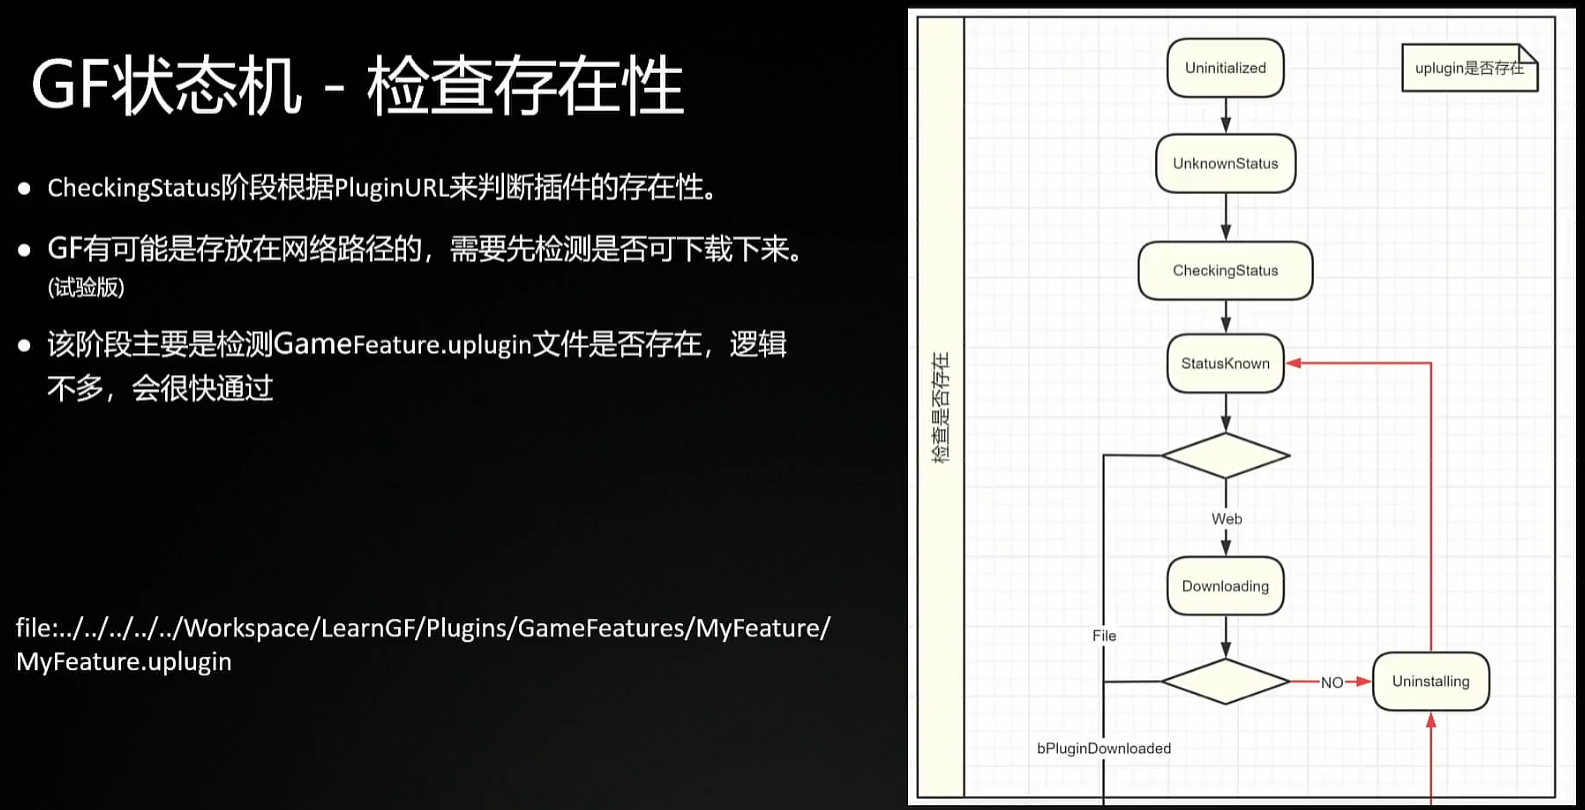 GF状态机 - 检查存在性
● CheckingStatus阶段根据PluginURL来判断插件的存在性。
● GF有可能是存放在网络路径的，需要先检测是否可下载下来。
(试验版)
● 该阶段主要是检测GameFeature.uplugin文件是否存在，逻辑
不多，会很快通过
file:../../../../../Workspace/LearnGF/Plugins/GameFeatures/MyFeature/
MyFeature.uplugin
检查是否存在
Uninitialized
uplugin是否存在
UnknownStatus
CheckingStatus
StatusKnown
Web
Downloading
File
NO
Uninstalling
bPluginDownloaded